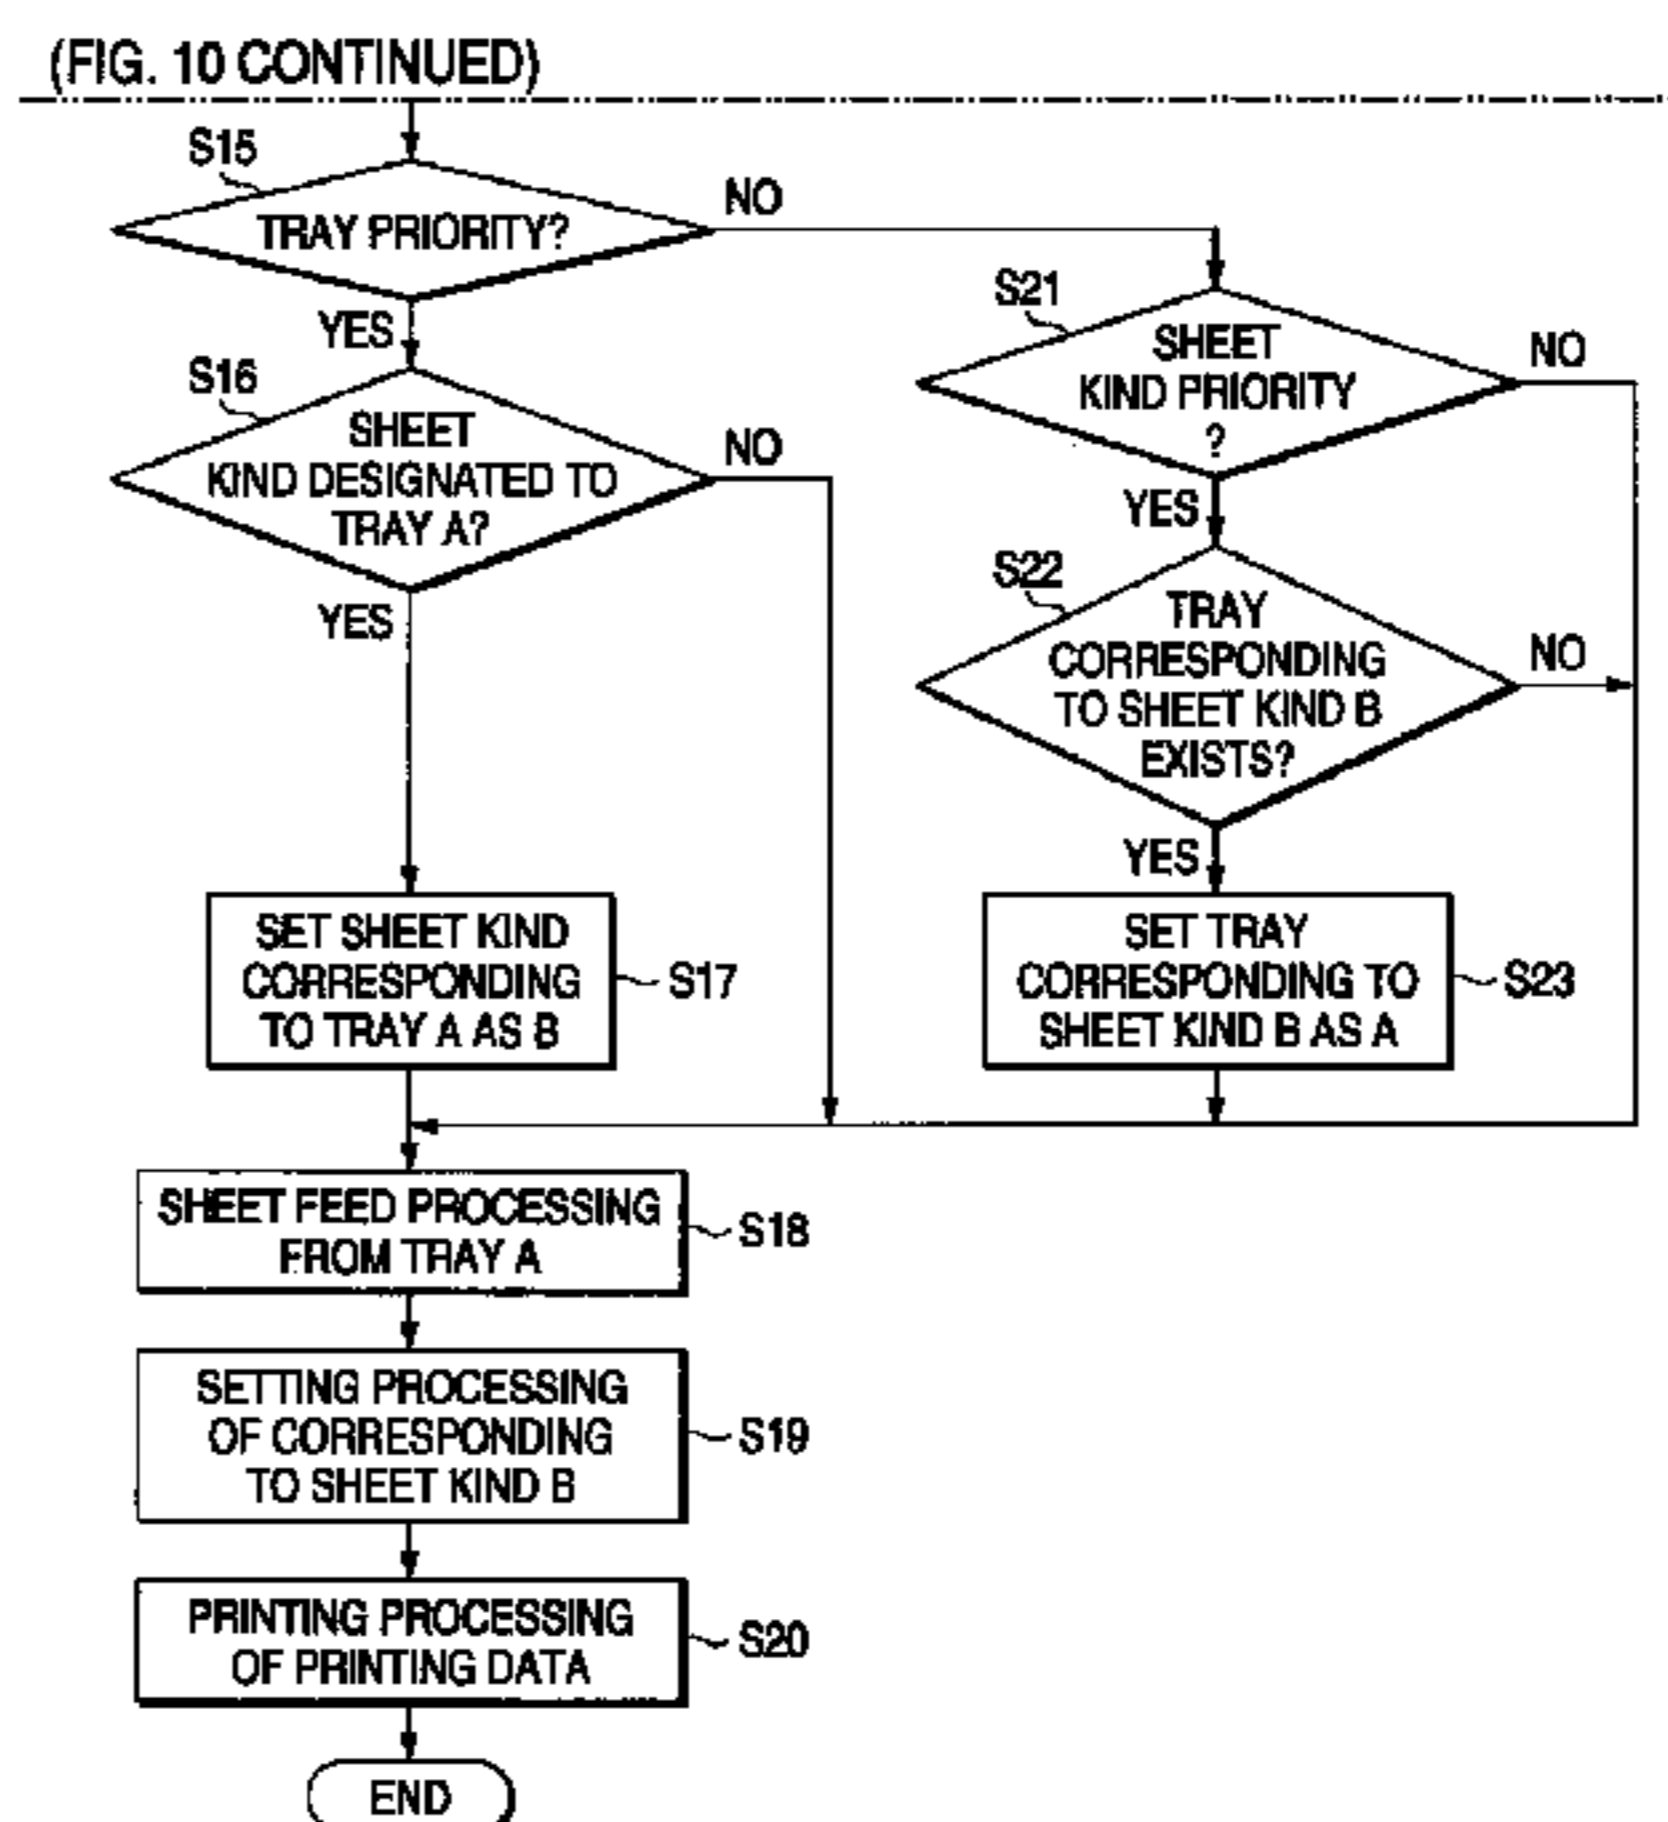 (FIG. 10 CONTINUED)
S15
TRAY PRIORITY?
NO
YES
S16
SHEET
KIND DESIGNATED TO
TRAY A?
NO
YES
S21
SHEET
KIND PRIORITY
?
NO
YES
S22
TRAY
CORRESPONDING
TO SHEET KIND B
EXISTS?
NO
YES
SET SHEET KIND
CORRESPONDING
TO TRAY A AS B
S17
SET TRAY
CORRESPONDING TO
SHEET KIND B AS A
S23
SHEET FEED PROCESSING
FROM TRAY A
S18
SETTING PROCESSING
OF CORRESPONDING
TO SHEET KIND B
S19
PRINTING PROCESSING
OF PRINTING DATA
S20
END